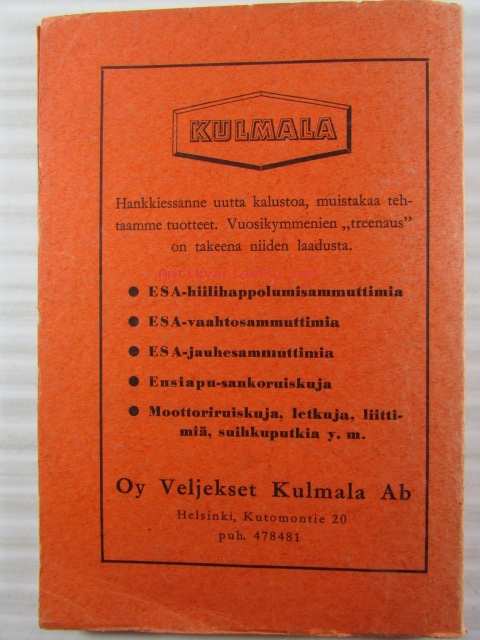 KULMALA
Hankkiessanne uutta kalustoa, muistakaa teh-
taamme tuotteet. Vuosikymmenien „treenaus”
on takeena niiden laadusta.
● ESA-hiilihappolumisammuttimia
● ESA-vaahtosammuttimia
● ESA-jauhesammuttimia
● Ensiapu-sankoruiskuja
● Moottoriruiskuja, letkuja, liitti-
miä, suihkuputkia y. m.
Oy Veljekset Kulmala Ab
Helsinki, Kutomontie 20
puh. 478481